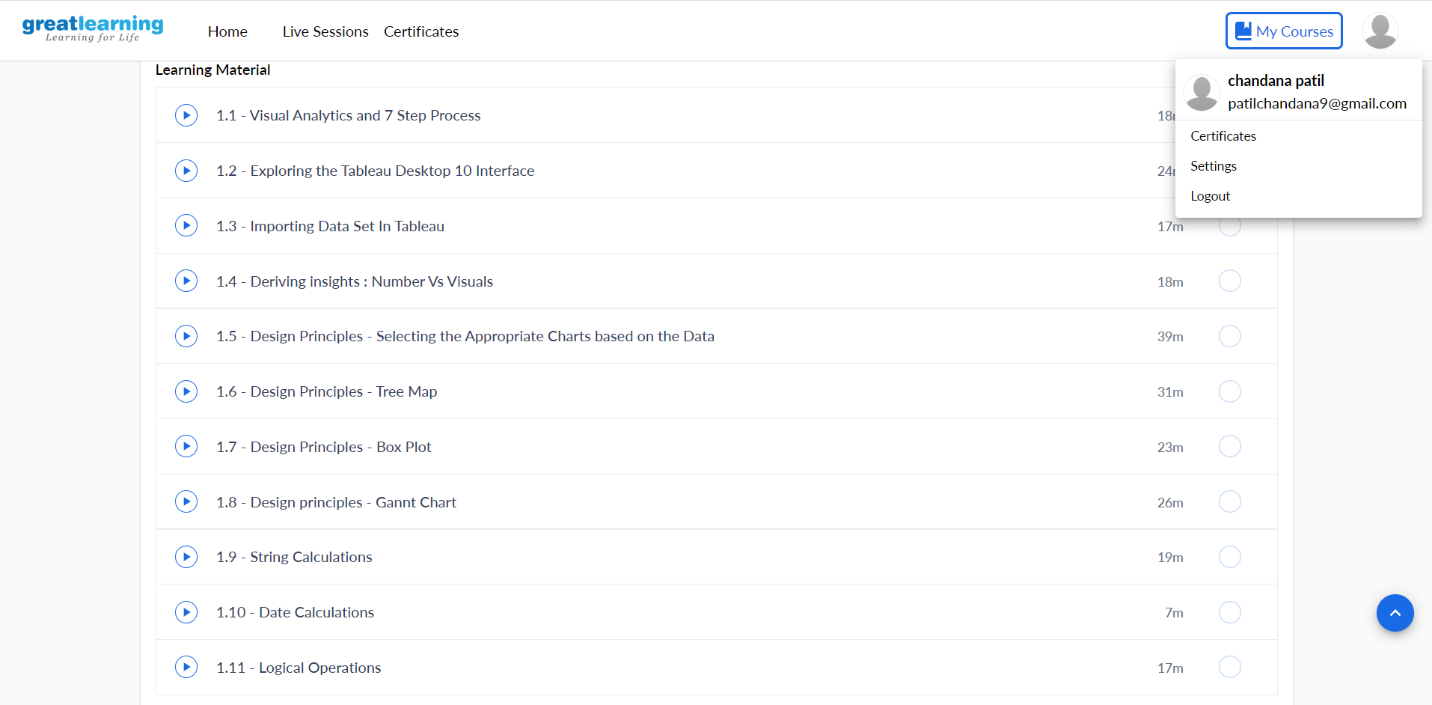 greatlearning
Learning for Life
Home Live Sessions Certificates My Courses
Learning Material
chandana patil
patilchandana9@gmail.com
Certificates
Settings
Logout
1.1 - Visual Analytics and 7 Step Process
1.2 - Exploring the Tableau Desktop 10 Interface
1.3 - Importing Data Set In Tableau 17m
1.4 - Deriving insights : Number Vs Visuals 18m
1.5 - Design Principles - Selecting the Appropriate Charts based on the Data 39m
1.6 - Design Principles - Tree Map 31m
1.7 - Design Principles - Box Plot 23m
1.8 - Design principles - Gannt Chart 26m
1.9 - String Calculations 19m
1.10 - Date Calculations 7m
1.11 - Logical Operations 17m